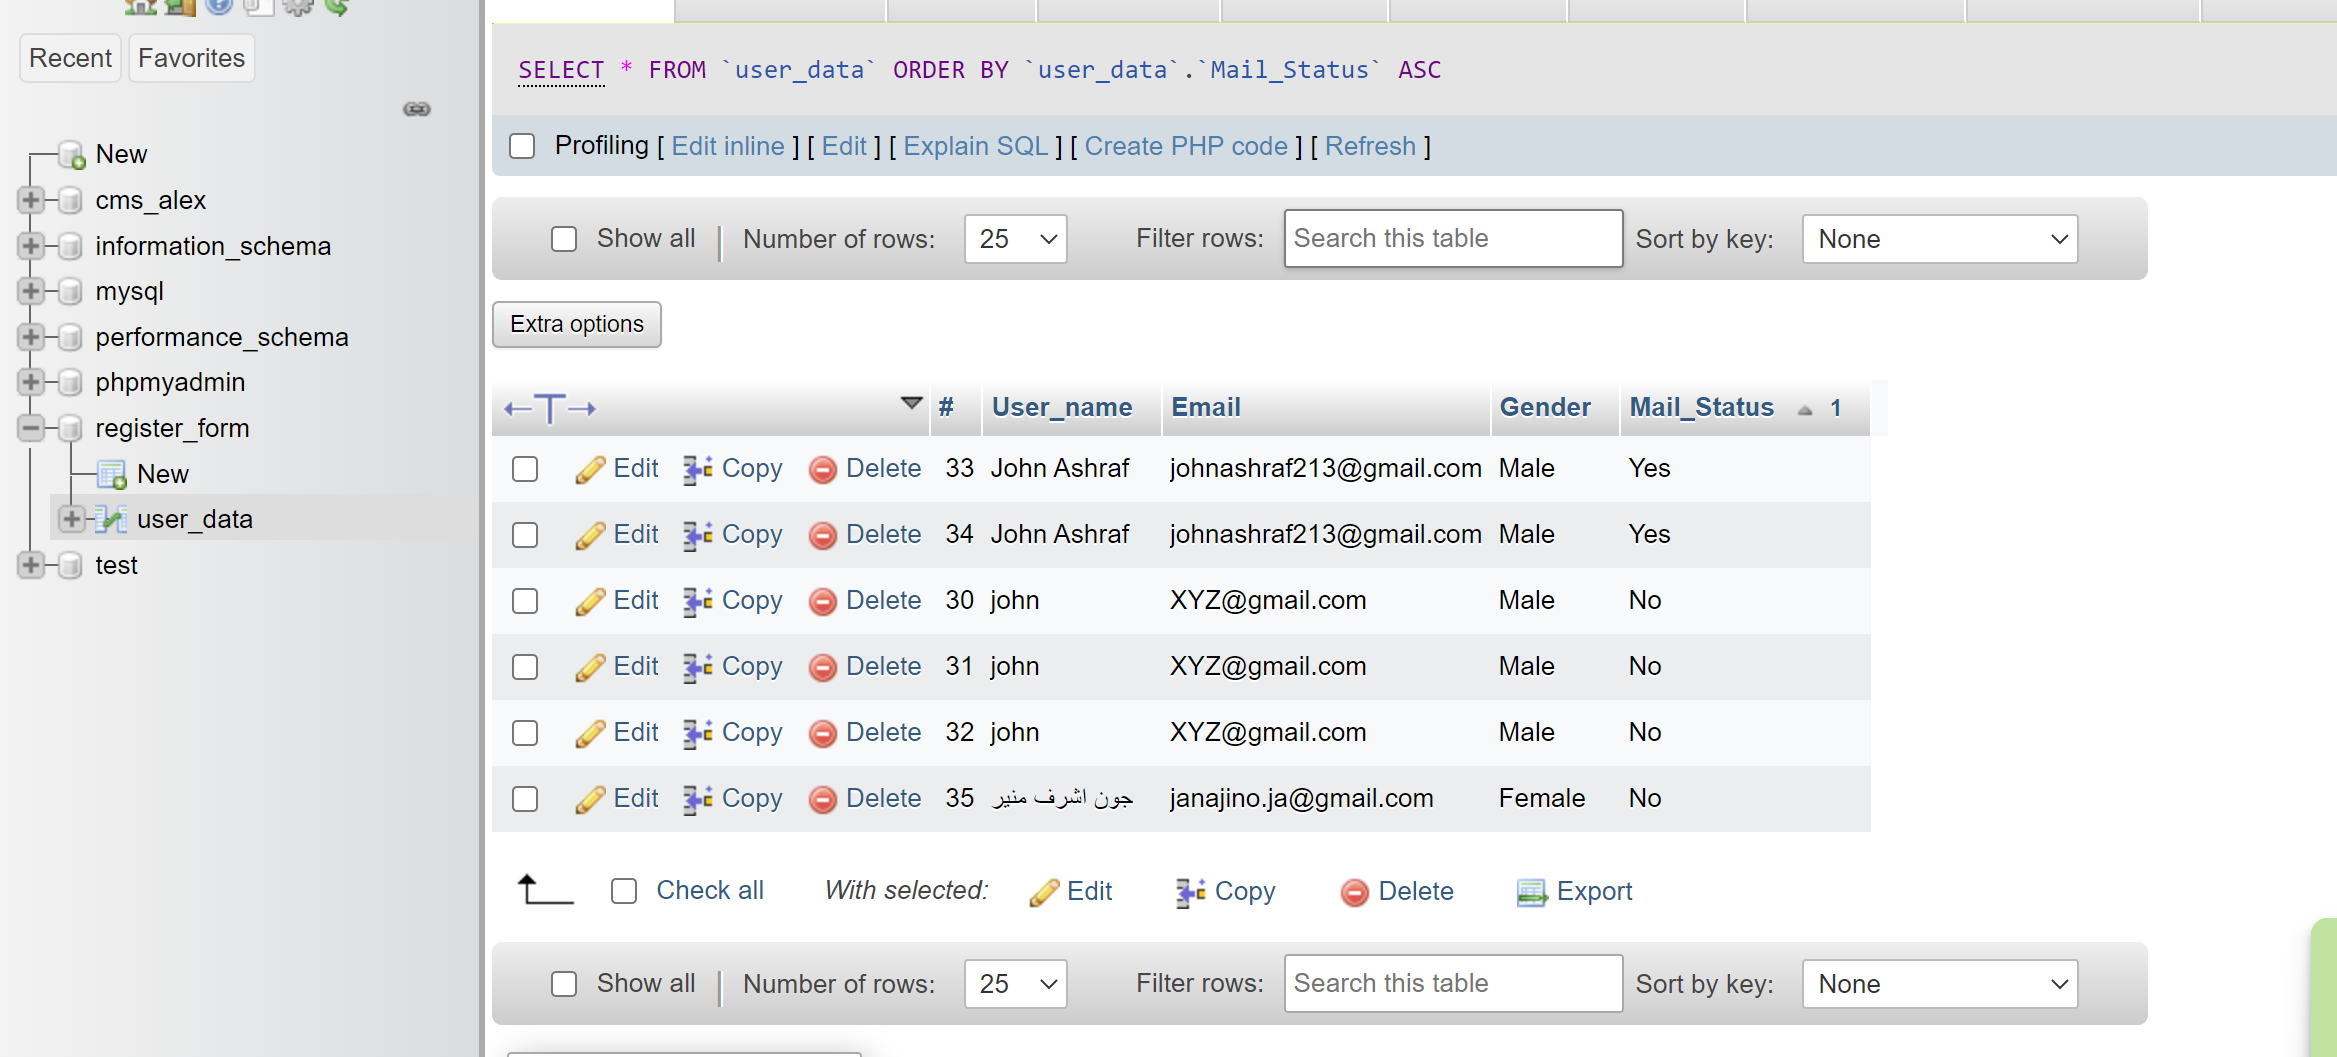 Recent Favorites
New
cms_alex
information_schema
mysql
performance_schema
phpmyadmin
register_form
New
user_data
test
SELECT * FROM `user_data` ORDER BY `user_data`.`Mail_Status` ASC
Profiling [ Edit inline ] [ Edit ] [ Explain SQL ] [ Create PHP code ] [ Refresh ]
Show all | Number of rows: 25 Filter rows: Search this table Sort by key: None
Extra options
←T→ # User_name Email Gender Mail_Status 1
Edit Copy Delete 33 John Ashraf johnashraf213@gmail.com Male Yes
Edit Copy Delete 34 John Ashraf johnashraf213@gmail.com Male Yes
Edit Copy Delete 30 john XYZ@gmail.com Male No
Edit Copy Delete 31 john XYZ@gmail.com Male No
Edit Copy Delete 32 john XYZ@gmail.com Male No
Edit Copy Delete 35 جون اشرف منير janajino.ja@gmail.com Female No
Check all With selected: Edit Copy Delete Export
Show all | Number of rows: 25 Filter rows: Search this table Sort by key: None